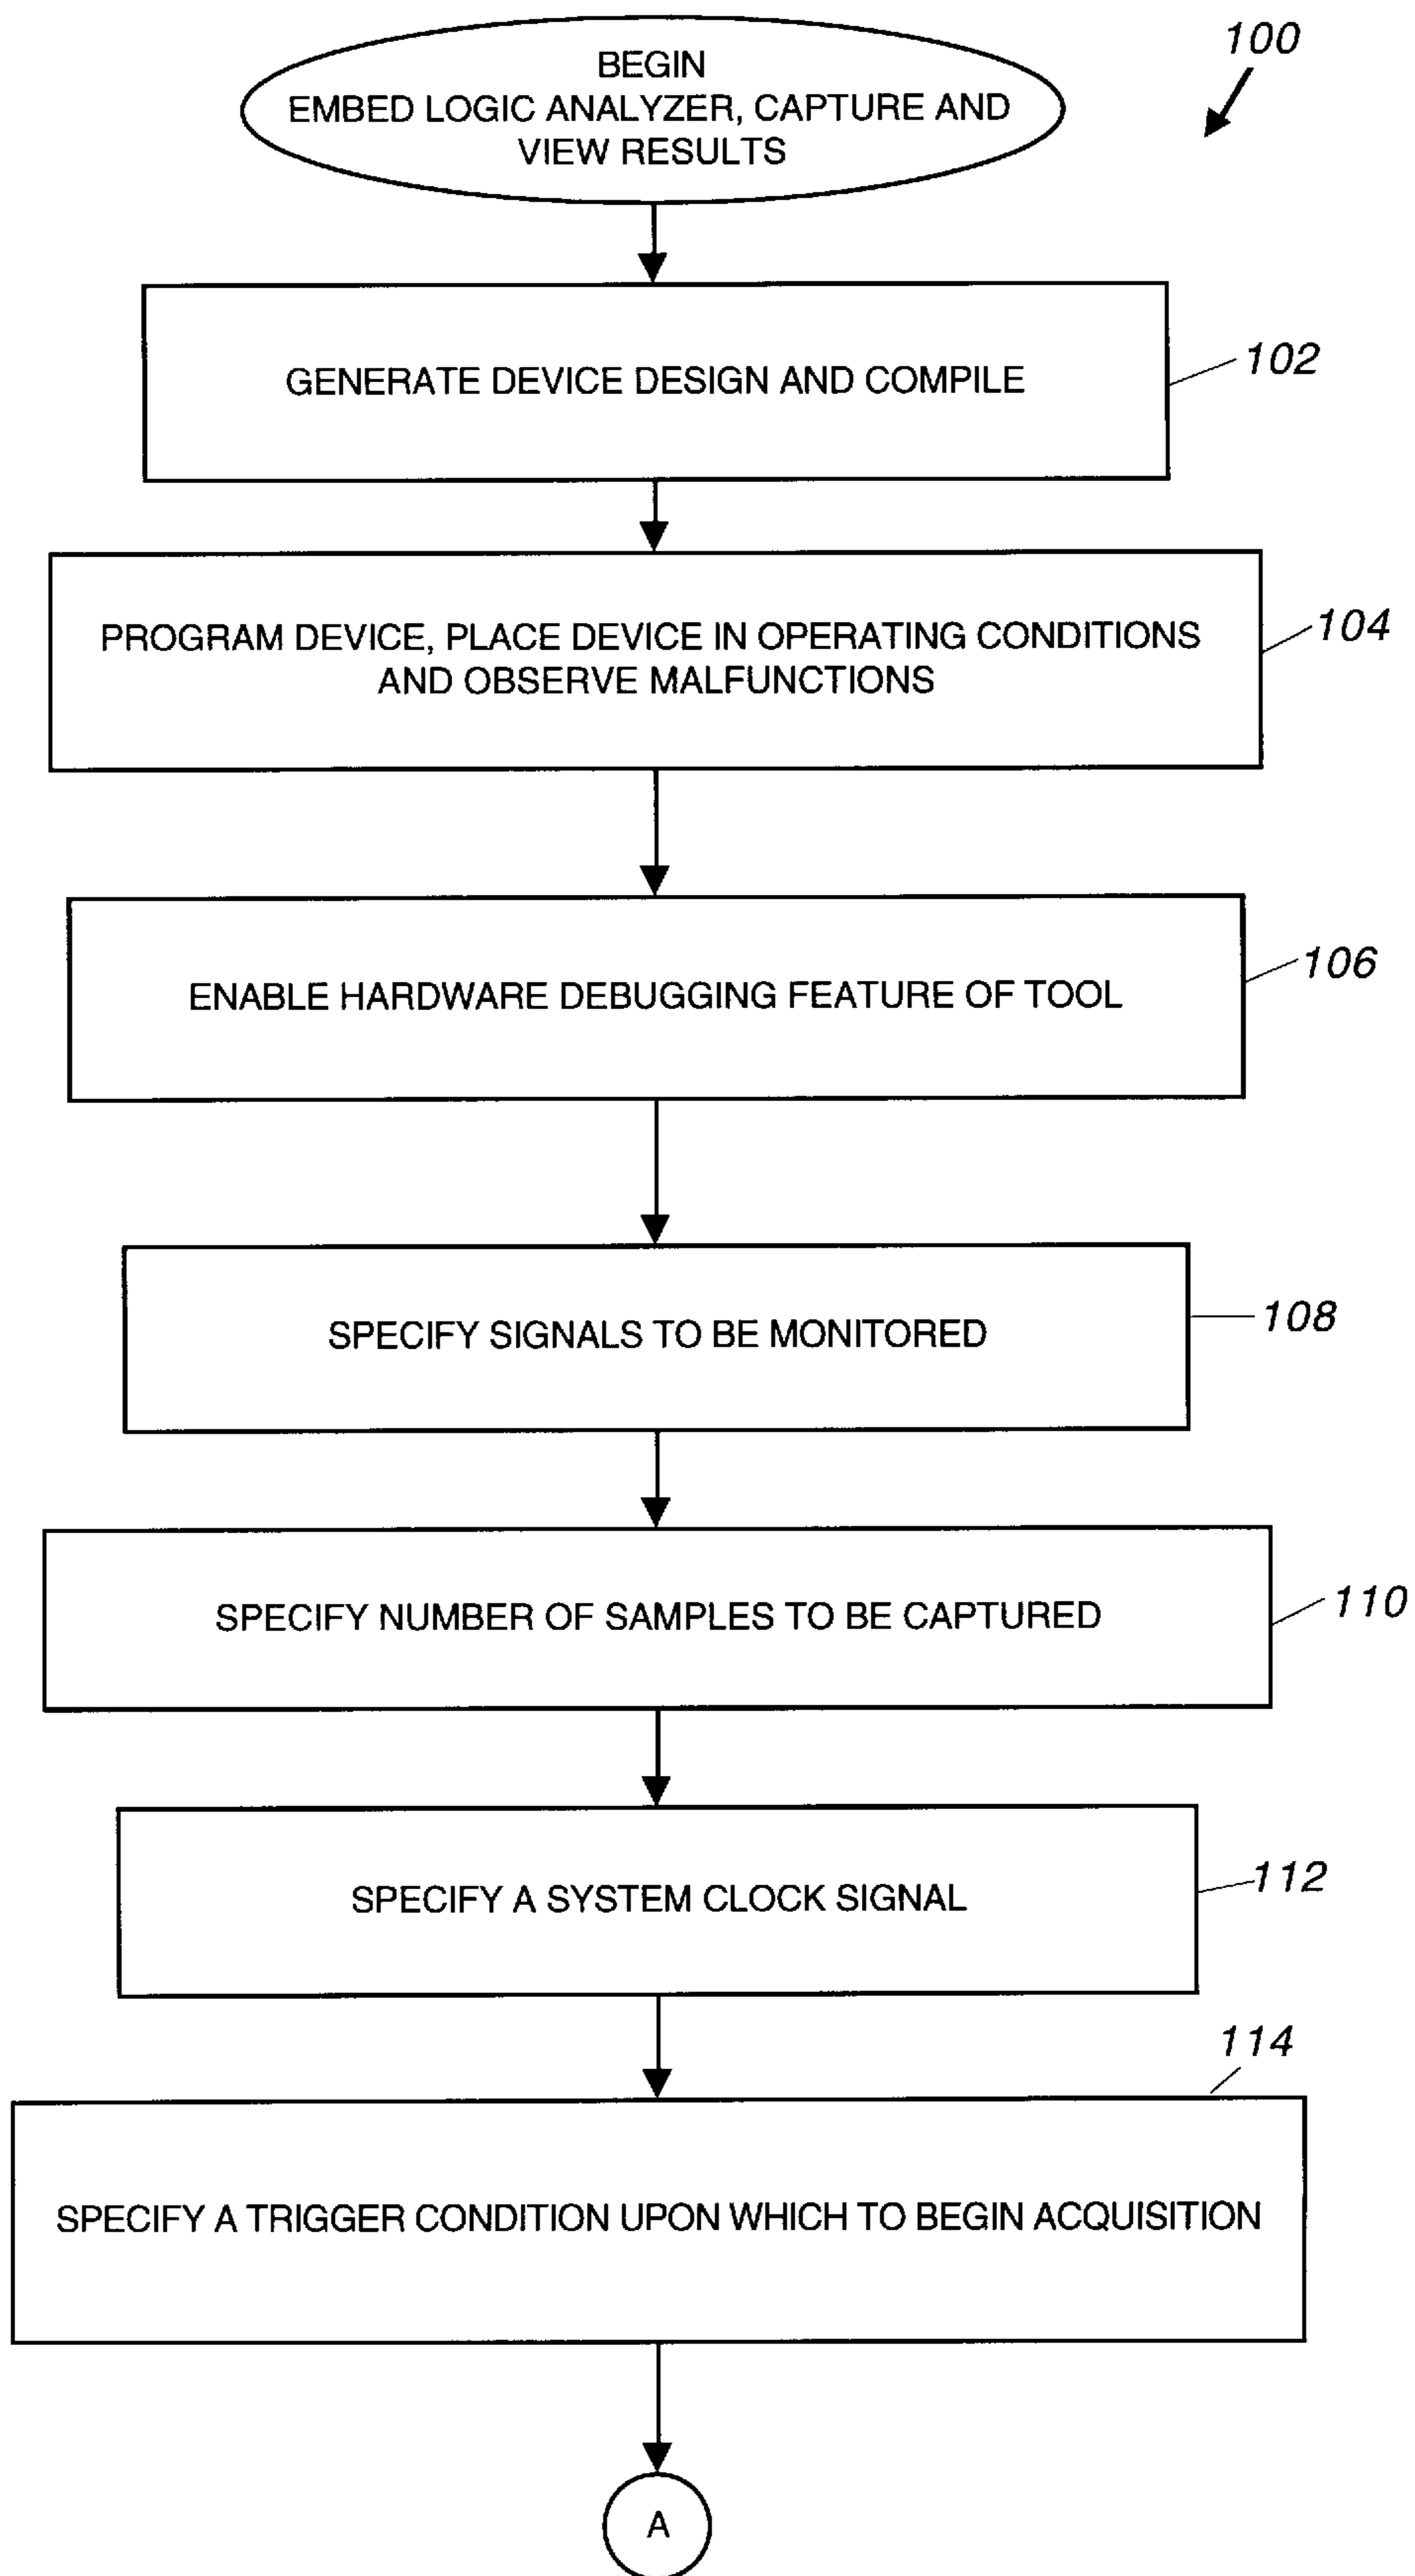 100
BEGIN
EMBED LOGIC ANALYZER, CAPTURE AND
VIEW RESULTS
GENERATE DEVICE DESIGN AND COMPILE
102
PROGRAM DEVICE, PLACE DEVICE IN OPERATING CONDITIONS
AND OBSERVE MALFUNCTIONS
104
ENABLE HARDWARE DEBUGGING FEATURE OF TOOL
106
SPECIFY SIGNALS TO BE MONITORED
108
SPECIFY NUMBER OF SAMPLES TO BE CAPTURED
110
SPECIFY A SYSTEM CLOCK SIGNAL
112
114
SPECIFY A TRIGGER CONDITION UPON WHICH TO BEGIN ACQUISITION
A